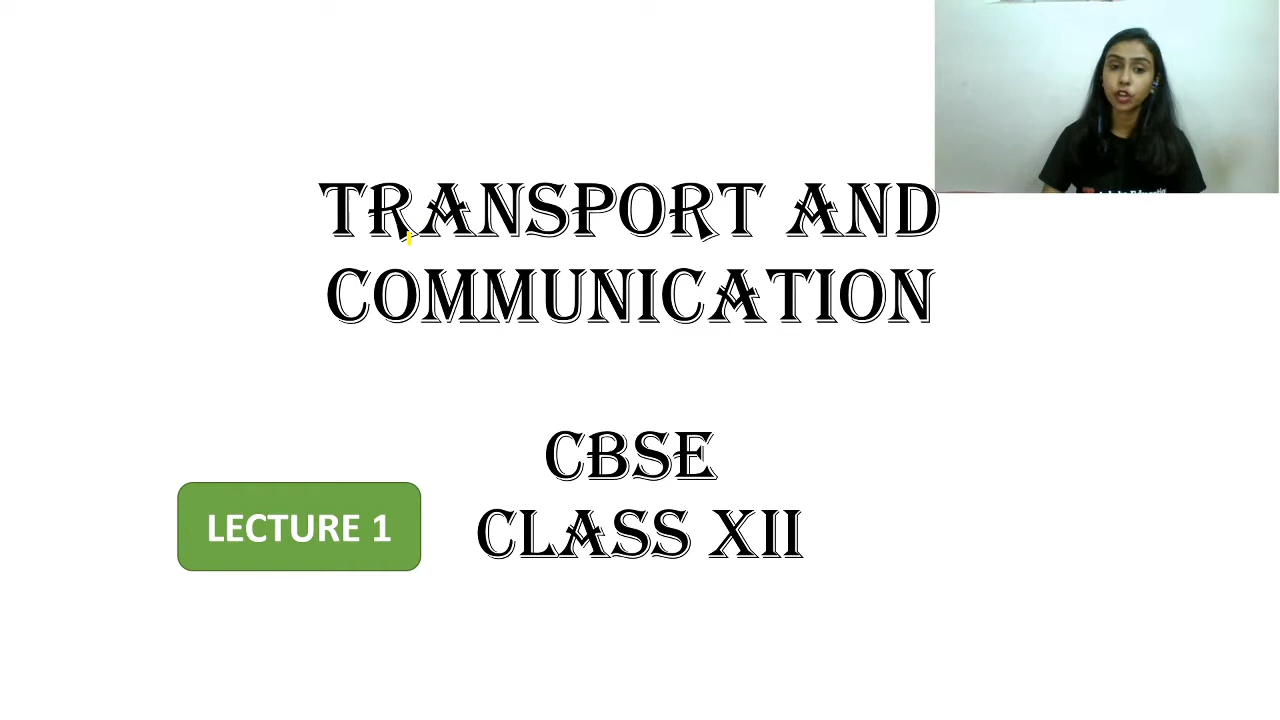 TRANSPORT AND
COMMUNICATION
CBSE
CLASS XII
LECTURE 1